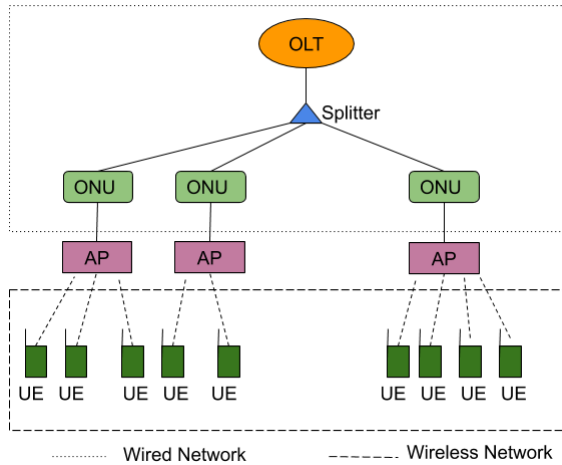 OLT
Splitter
ONU ONU ONU
AP AP AP
UE UE UE UE UE UE UE UE UE
Wired Network Wireless Network